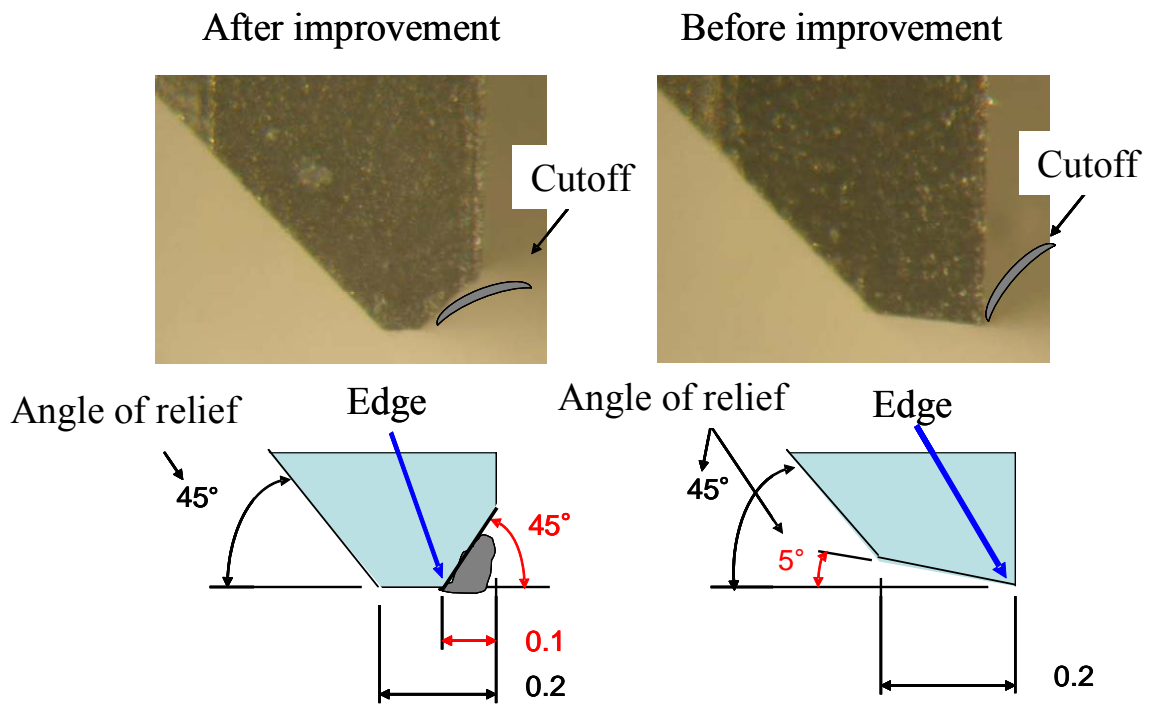 After improvement
Before improvement
Cutoff
Cutoff
Angle of relief
Edge
Angle of relief
Edge
45°
45°
45°
5°
0.1
0.2
0.2